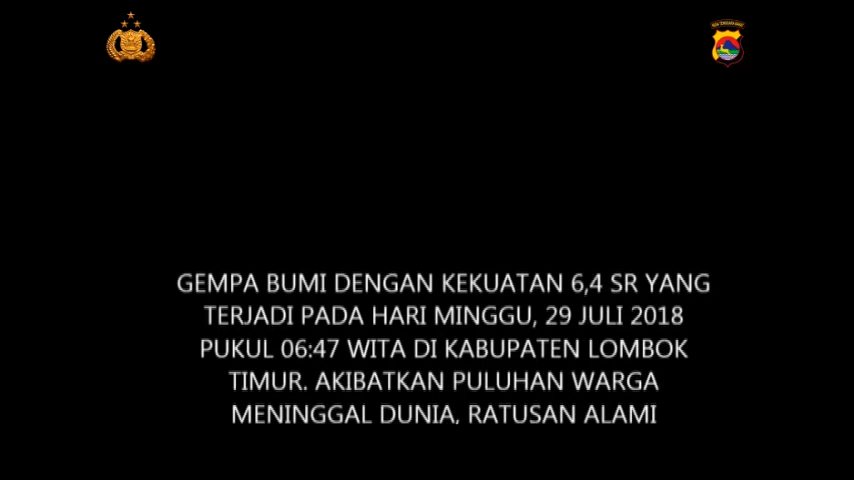 GEMPA BUMI DENGAN KEKUATAN 6,4 SR YANG
TERJADI PADA HARI MINGGU, 29 JULI 2018
PUKUL 06:47 WITA DI KABUPATEN LOMBOK
TIMUR. AKIBATKAN PULUHAN WARGA
MENINGGAL DUNIA, RATUSAN ALAMI